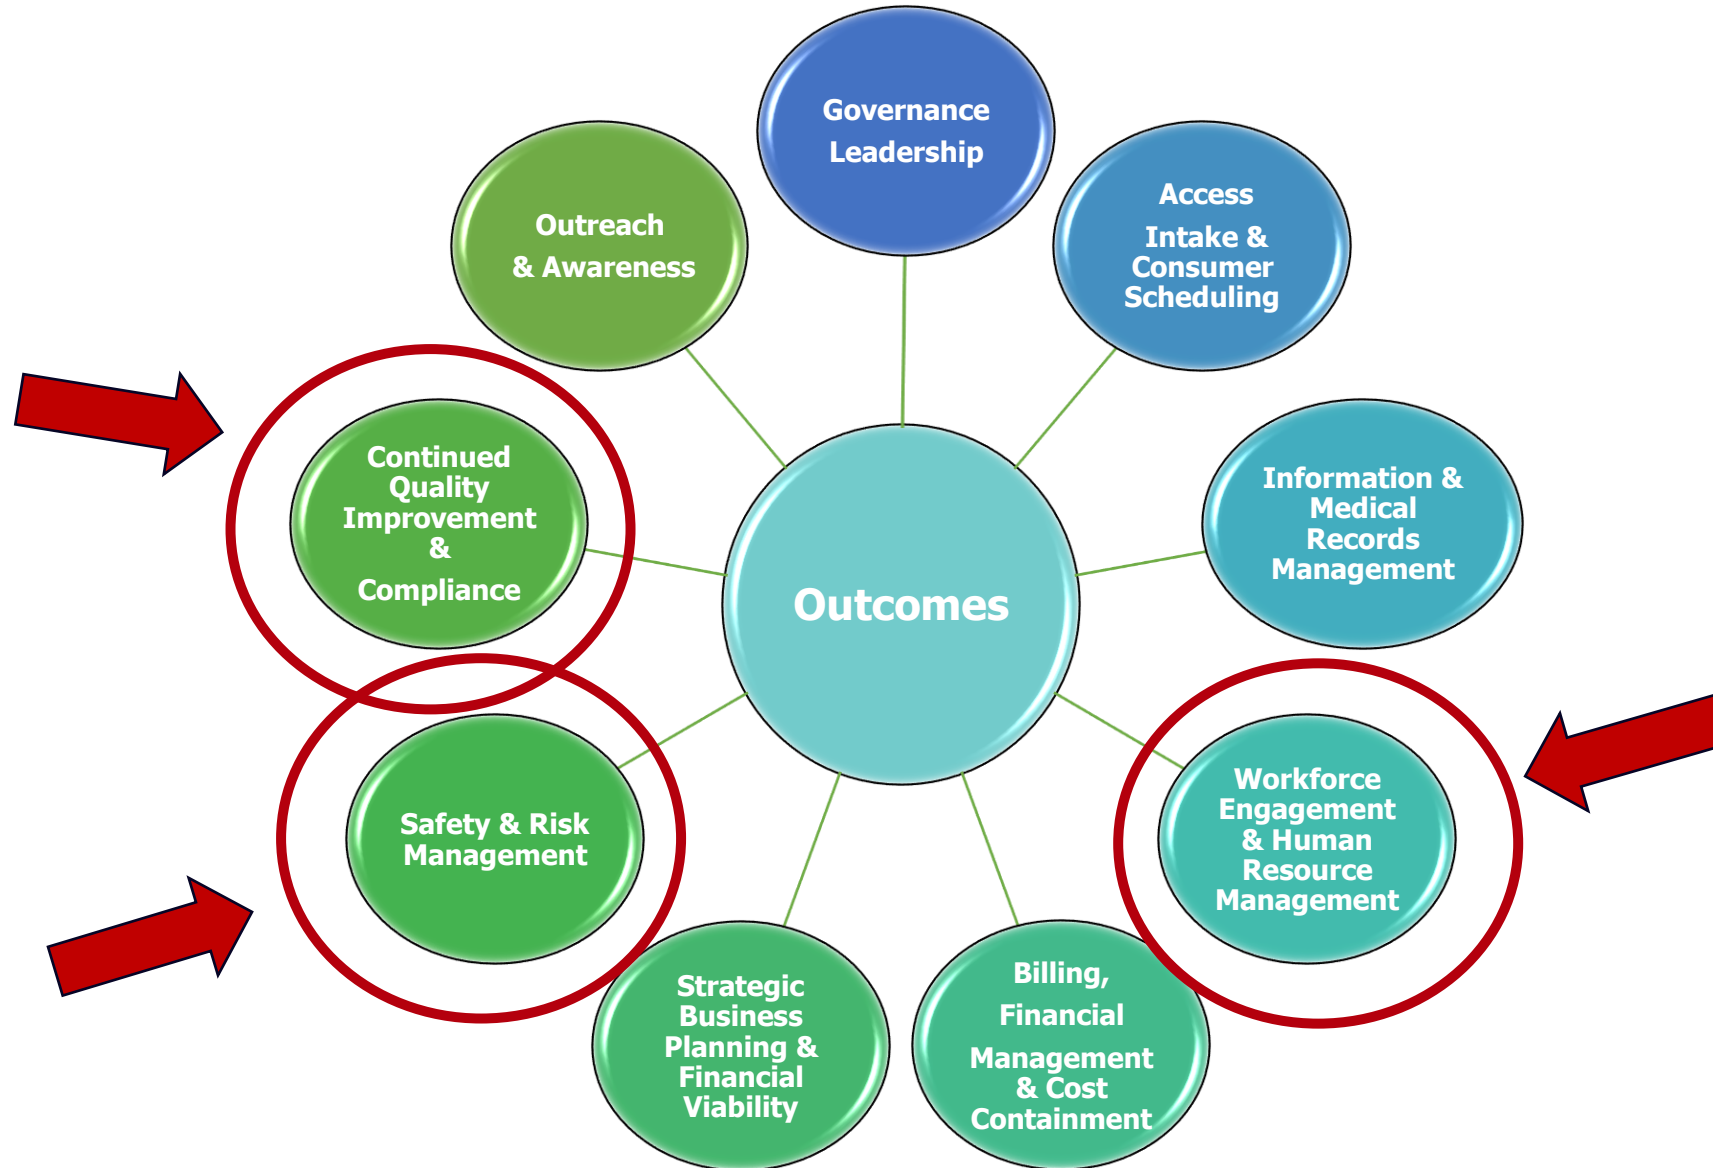 Governance
Leadership
Access
Intake &
Consumer
Scheduling
Outreach
& Awareness
Information &
Medical
Records
Management
Continued
Quality
Improvement
&
Compliance
Outcomes
Workforce
Engagement
& Human
Resource
Management
Safety & Risk
Management
Billing,
Financial
Management
& Cost
Containment
Strategic
Business
Planning &
Financial
Viability